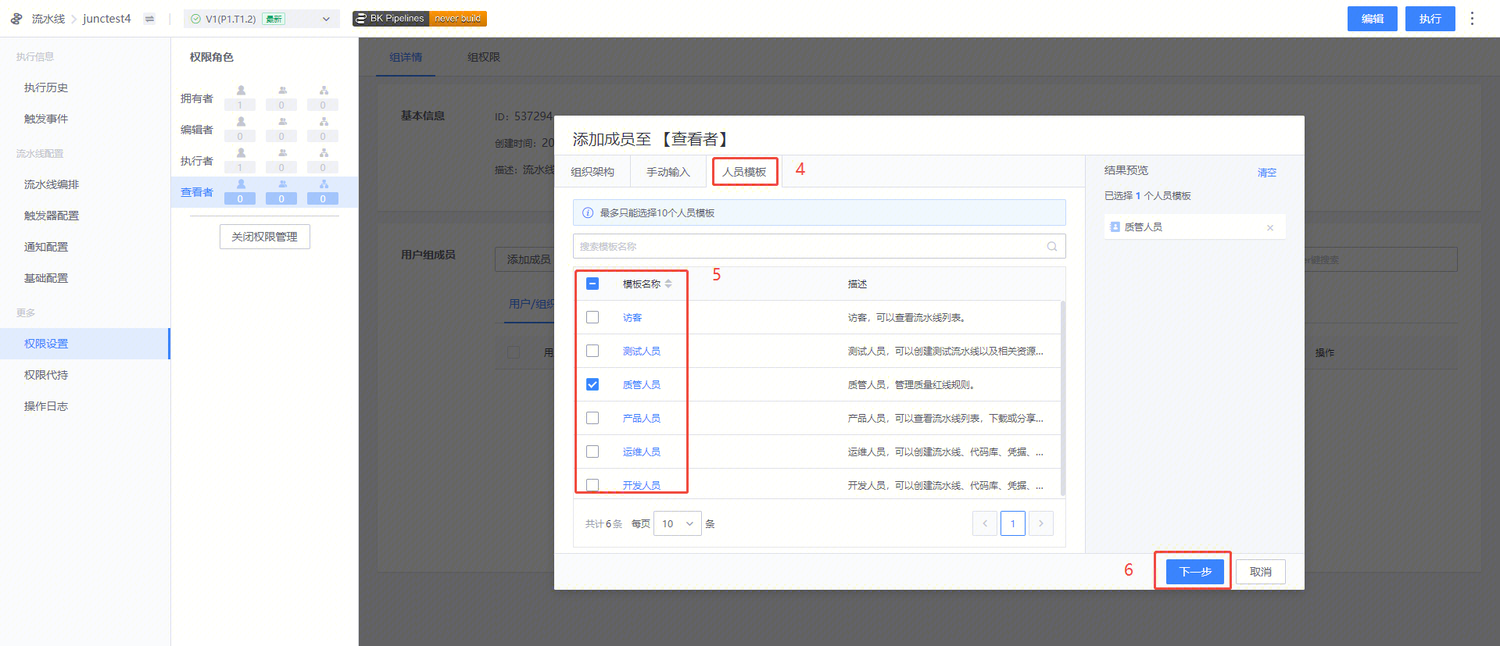 流水线 junctest4 V1(P1.T1.2) 最新 BK Pipelines never build 编辑 执行
执行信息
执行历史
触发事件
流水线配置
流水线编排
触发器配置
通知配置
基础配置
更多
权限设置
权限代持
操作日志
权限角色
拥有者 1 0 0
编辑者 0 0 0
执行者 1 0 0
查看者 0 0 0
关闭权限管理
组详情 组权限
基本信息
ID: 537294
创建时间: 20
描述: 流水线
用户组成员
添加成员
用户/组织
操作
添加成员至 【查看者】
组织架构 手动输入 人员模板 4
最多只能选择10个人员模板
搜索模板名称
5
模板名称 描述
访客 访客，可以查看流水线列表。
测试人员 测试人员，可以创建测试流水线以及相关资源...
质管人员 质管人员，管理质量红线规则。
产品人员 产品人员，可以查看流水线列表，下载或分享...
运维人员 运维人员，可以创建流水线、代码库、凭据、...
开发人员 开发人员，可以创建流水线、代码库、凭据、...
共计6条 每页 10 条 1
结果预览 清空
已选择 1 个人员模板
质管人员
6 下一步 取消